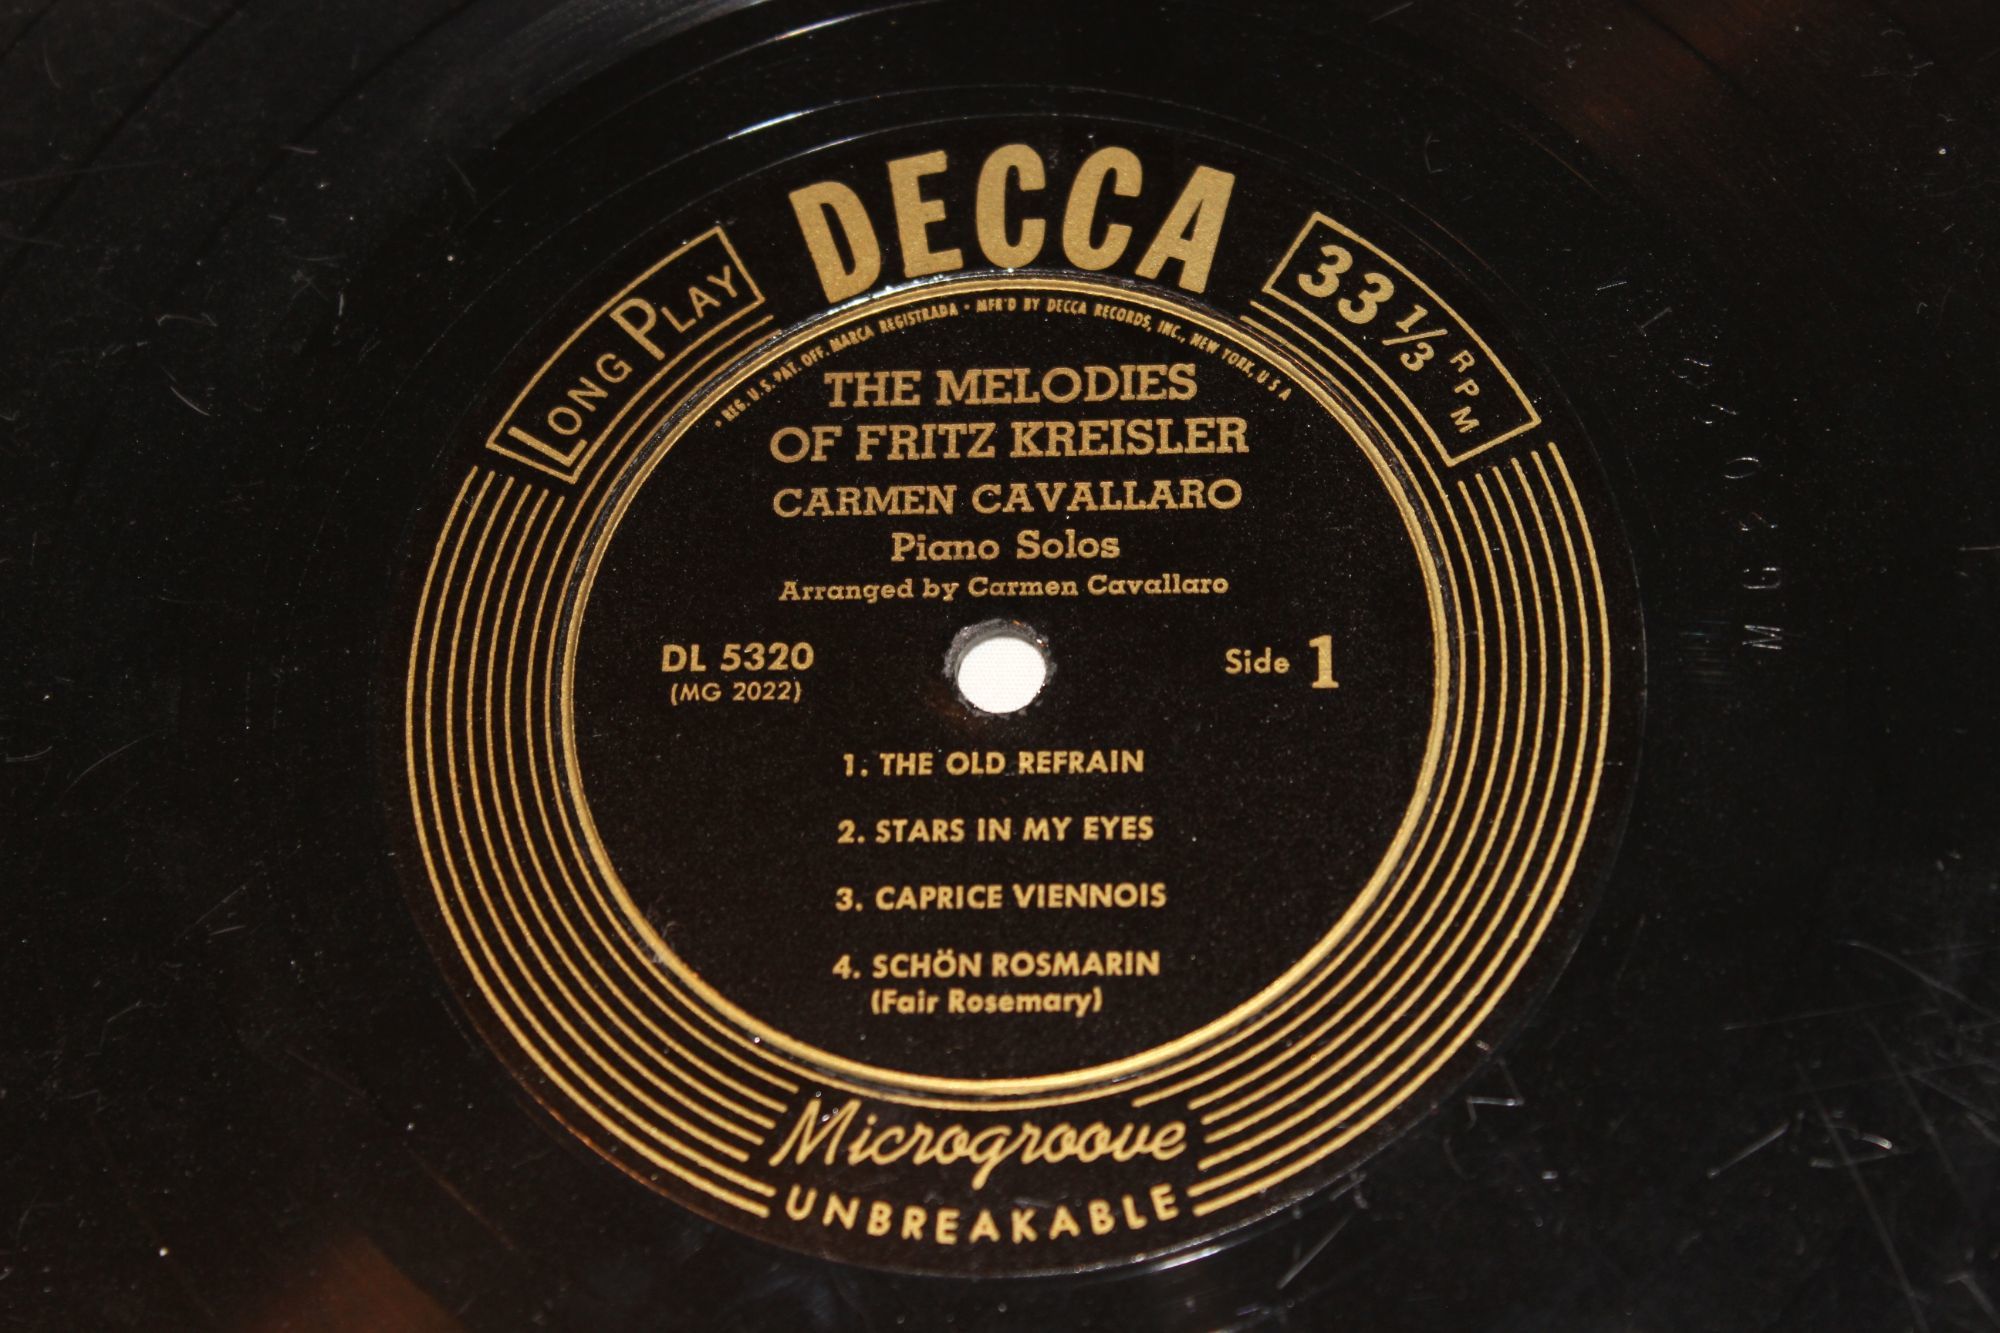 DECCA
LONG PLAY
33 1/3 RPM
• REG. U.S. PAT. OFF. MARCA REGISTRADA • MFR'D BY DECCA RECORDS, INC., NEW YORK, U S A
THE MELODIES
OF FRITZ KREISLER
CARMEN CAVALLARO
Piano Solos
Arranged by Carmen Cavallaro
DL 5320
(MG 2022)
Side 1
1. THE OLD REFRAIN
2. STARS IN MY EYES
3. CAPRICE VIENNOIS
4. SCHÖN ROSMARIN
(Fair Rosemary)
Microgroove
UNBREAKABLE
MG 20